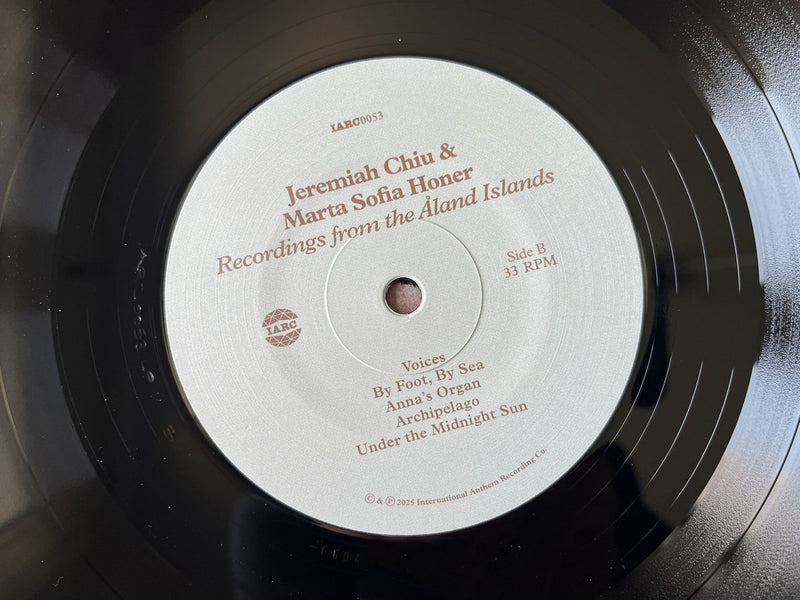 IARC0053
Jeremiah Chiu &
Marta Sofia Honer
Recordings from the Åland Islands
Side B
33 RPM
IARC
Voices
By Foot, By Sea
Anna's Organ
Archipelago
Under the Midnight Sun
© & ℗ 2025 International Anthem Recording Co.